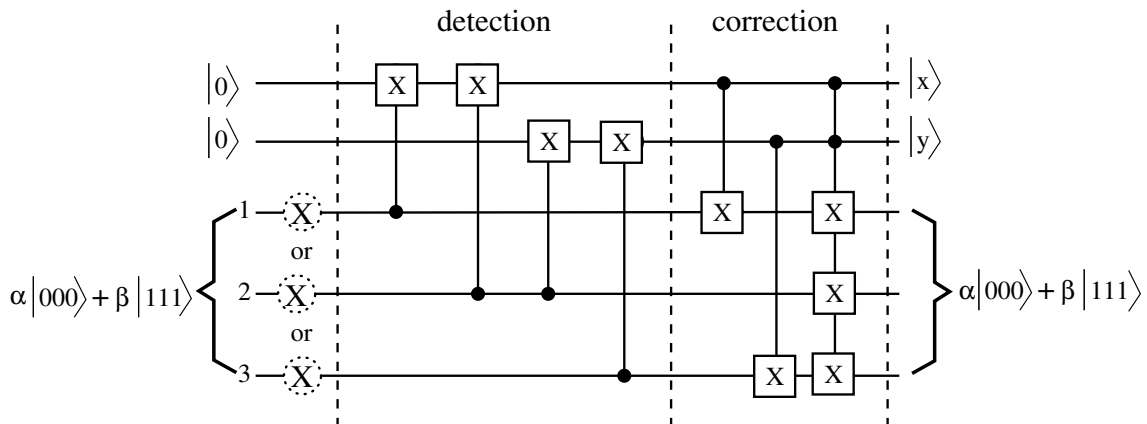 detection correction
|0⟩ X X |x⟩
|0⟩ X X |y⟩
1 X X X
or
α|000⟩ + β|111⟩ 2 X X α|000⟩ + β|111⟩
or
3 X X X